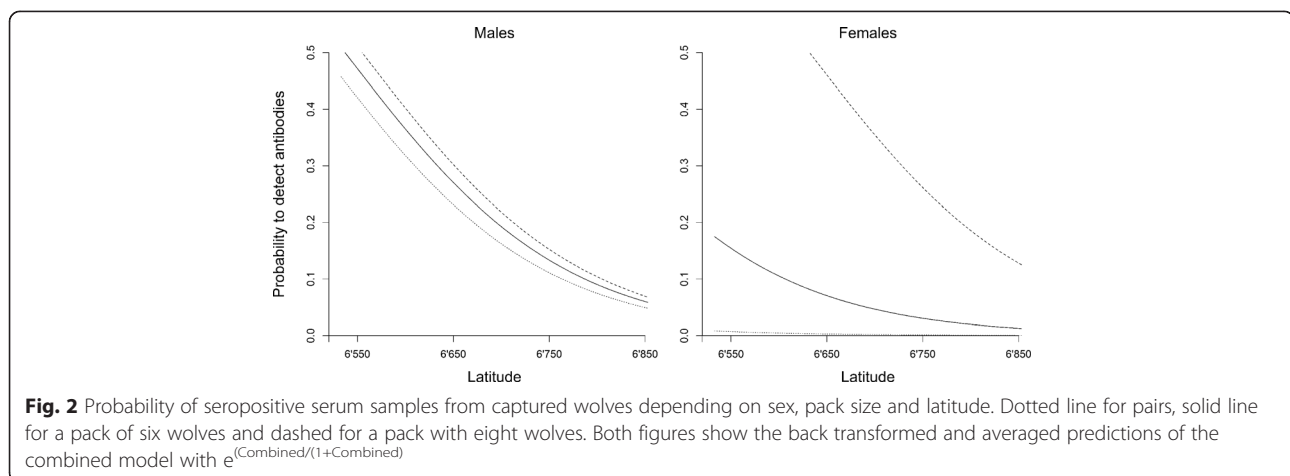 Males
Females
Probability to detect antibodies
0.5
0.4
0.3
0.2
0.1
0.0
6'550
6'650
6'750
6'850
Latitude
0.5
0.4
0.3
0.2
0.1
0.0
6'550
6'650
6'750
6'850
Latitude
Fig. 2 Probability of seropositive serum samples from captured wolves depending on sex, pack size and latitude. Dotted line for pairs, solid line
for a pack of six wolves and dashed for a pack with eight wolves. Both figures show the back transformed and averaged predictions of the
combined model with e(Combined/(1+Combined)